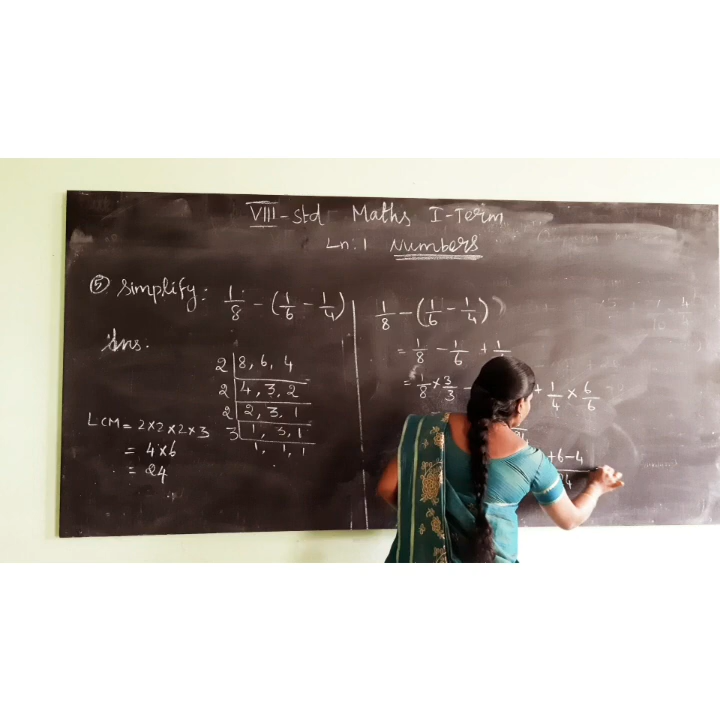 VIII-Std Maths I-Term
Ln: 1 Numbers
⑤ Simplify: 1/8 - (1/6 - 1/4)
Ans.
2 | 8, 6, 4
2 | 4, 3, 2
2 | 2, 3, 1
3 | 1, 3, 1
1, 1, 1
LCM = 2×2×2×3
= 4×6
= 24
1/8 - (1/6 - 1/4)
= 1/8 - 1/6 + 1/
= 1/8 × 3/3 - + 1/4 × 6/6
+6-4